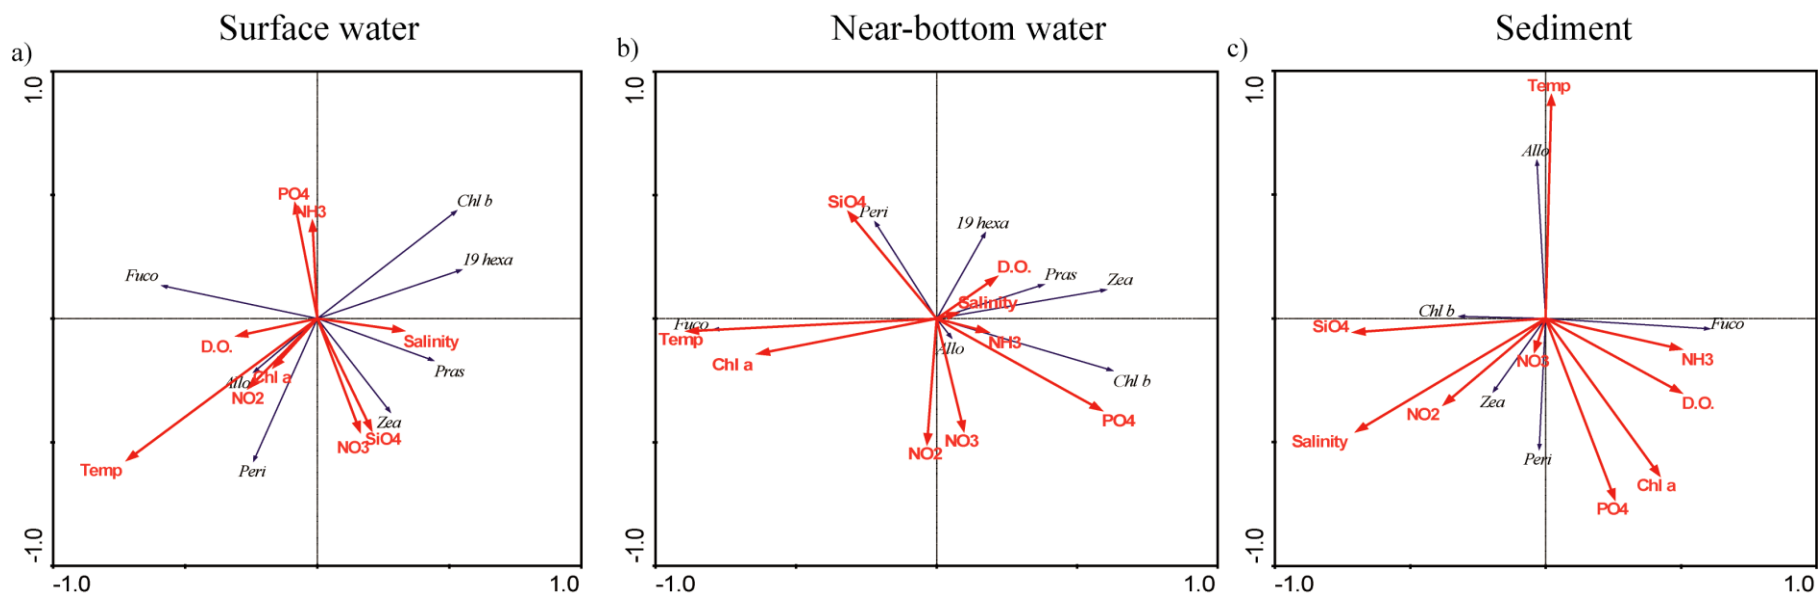 Surface water
Near-bottom water
Sediment
a)
b)
c)
1.0
PO4
NH3
Chl b
19 hexa
Fuco
D.O.
Salinity
Pras
Allo
Chl a
NO2
Zea
NO3
SiO4
Temp
Peri
-1.0
-1.0
1.0
1.0
SiO4
Peri
19 hexa
D.O.
Pras
Zea
Salinity
Fuco
Temp
NH3
Allo
Chl a
Chl b
PO4
NO2
NO3
-1.0
-1.0
1.0
1.0
Temp
Allo
Chl b
SiO4
Fuco
NO3
NH3
Zea
D.O.
NO2
Salinity
Peri
Chl a
PO4
-1.0
-1.0
1.0